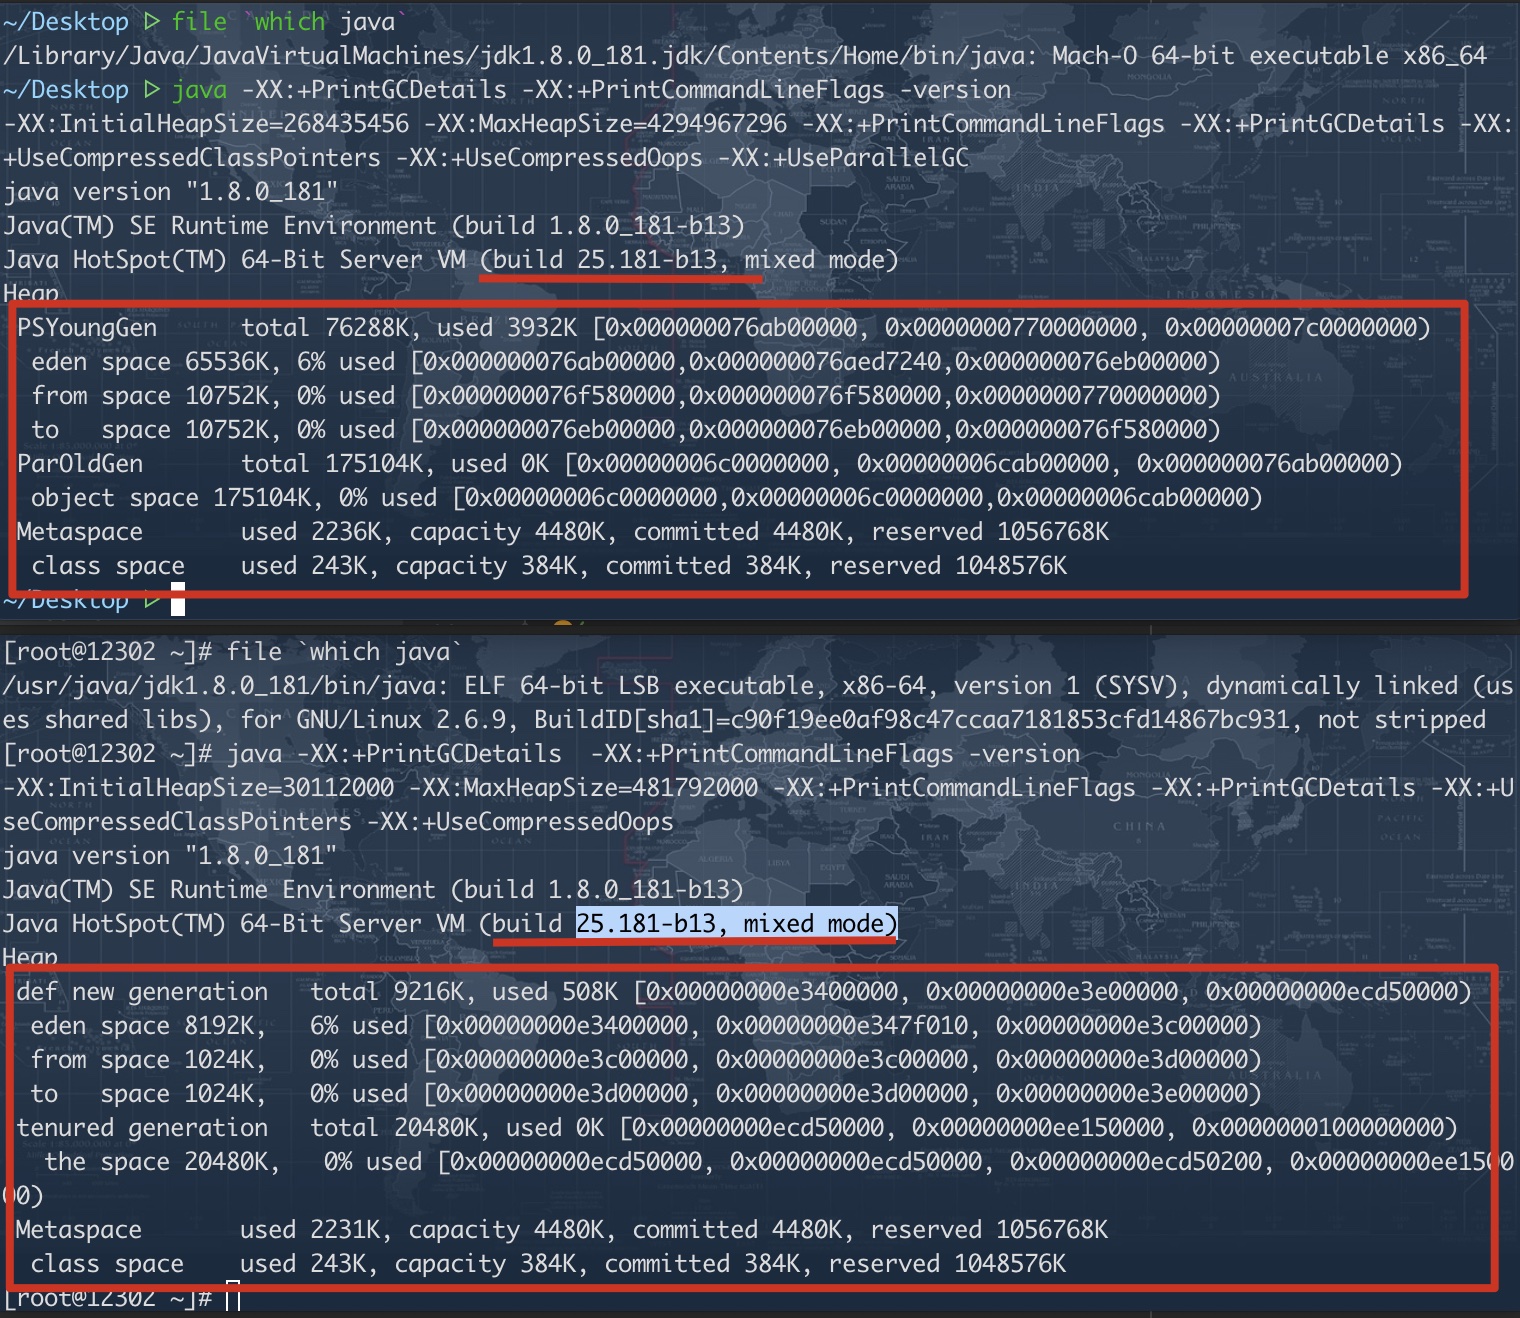 ~/Desktop ▷ file `which java`
/Library/Java/JavaVirtualMachines/jdk1.8.0_181.jdk/Contents/Home/bin/java: Mach-O 64-bit executable x86_64
~/Desktop ▷ java -XX:+PrintGCDetails -XX:+PrintCommandLineFlags -version
-XX:InitialHeapSize=268435456 -XX:MaxHeapSize=4294967296 -XX:+PrintCommandLineFlags -XX:+PrintGCDetails -XX:
+UseCompressedClassPointers -XX:+UseCompressedOops -XX:+UseParallelGC
java version "1.8.0_181"
Java(TM) SE Runtime Environment (build 1.8.0_181-b13)
Java HotSpot(TM) 64-Bit Server VM (build 25.181-b13, mixed mode)
Heap
PSYoungGen      total 76288K, used 3932K [0x000000076ab00000, 0x0000000770000000, 0x00000007c0000000)
 eden space 65536K, 6% used [0x000000076ab00000,0x000000076aed7240,0x000000076eb00000)
 from space 10752K, 0% used [0x000000076f580000,0x000000076f580000,0x0000000770000000)
 to   space 10752K, 0% used [0x000000076eb00000,0x000000076eb00000,0x000000076f580000)
ParOldGen       total 175104K, used 0K [0x00000006c0000000, 0x00000006cab00000, 0x000000076ab00000)
 object space 175104K, 0% used [0x00000006c0000000,0x00000006c0000000,0x00000006cab00000)
Metaspace       used 2236K, capacity 4480K, committed 4480K, reserved 1056768K
 class space    used 243K, capacity 384K, committed 384K, reserved 1048576K
~/Desktop ▷
[root@12302 ~]# file `which java`
/usr/java/jdk1.8.0_181/bin/java: ELF 64-bit LSB executable, x86-64, version 1 (SYSV), dynamically linked (us
es shared libs), for GNU/Linux 2.6.9, BuildID[sha1]=c90f19ee0af98c47ccaa7181853cfd14867bc931, not stripped
[root@12302 ~]# java -XX:+PrintGCDetails  -XX:+PrintCommandLineFlags -version
-XX:InitialHeapSize=30112000 -XX:MaxHeapSize=481792000 -XX:+PrintCommandLineFlags -XX:+PrintGCDetails -XX:+U
seCompressedClassPointers -XX:+UseCompressedOops
java version "1.8.0_181"
Java(TM) SE Runtime Environment (build 1.8.0_181-b13)
Java HotSpot(TM) 64-Bit Server VM (build 25.181-b13, mixed mode)
Heap
def new generation   total 9216K, used 508K [0x00000000e3400000, 0x00000000e3e00000, 0x00000000ecd50000)
 eden space 8192K,   6% used [0x00000000e3400000, 0x00000000e347f010, 0x00000000e3c00000)
 from space 1024K,   0% used [0x00000000e3c00000, 0x00000000e3c00000, 0x00000000e3d00000)
 to   space 1024K,   0% used [0x00000000e3d00000, 0x00000000e3d00000, 0x00000000e3e00000)
tenured generation   total 20480K, used 0K [0x00000000ecd50000, 0x00000000ee150000, 0x0000000100000000)
  the space 20480K,   0% used [0x00000000ecd50000, 0x00000000ecd50000, 0x00000000ecd50200, 0x00000000ee1500
00)
Metaspace       used 2231K, capacity 4480K, committed 4480K, reserved 1056768K
 class space    used 243K, capacity 384K, committed 384K, reserved 1048576K
[root@12302 ~]#